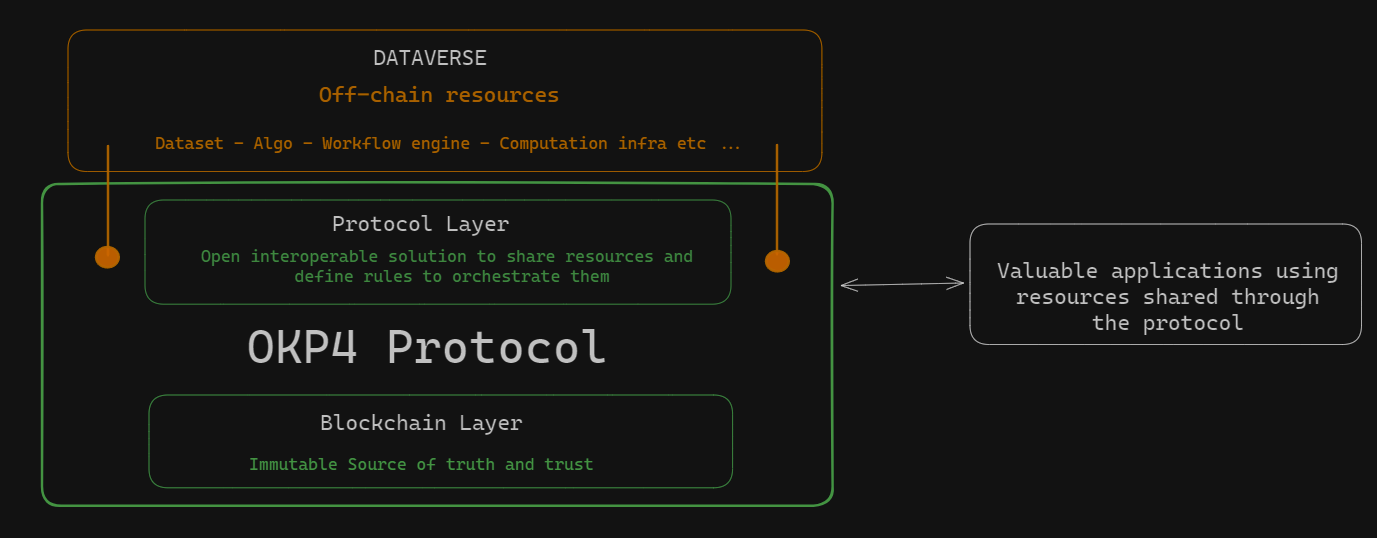 DATAVERSE
Off-chain resources
Dataset - Algo - Workflow engine - Computation infra etc ...
Protocol Layer
Open interoperable solution to share resources and
define rules to orchestrate them
OKP4 Protocol
Blockchain Layer
Immutable Source of truth and trust
Valuable applications using
resources shared through
the protocol